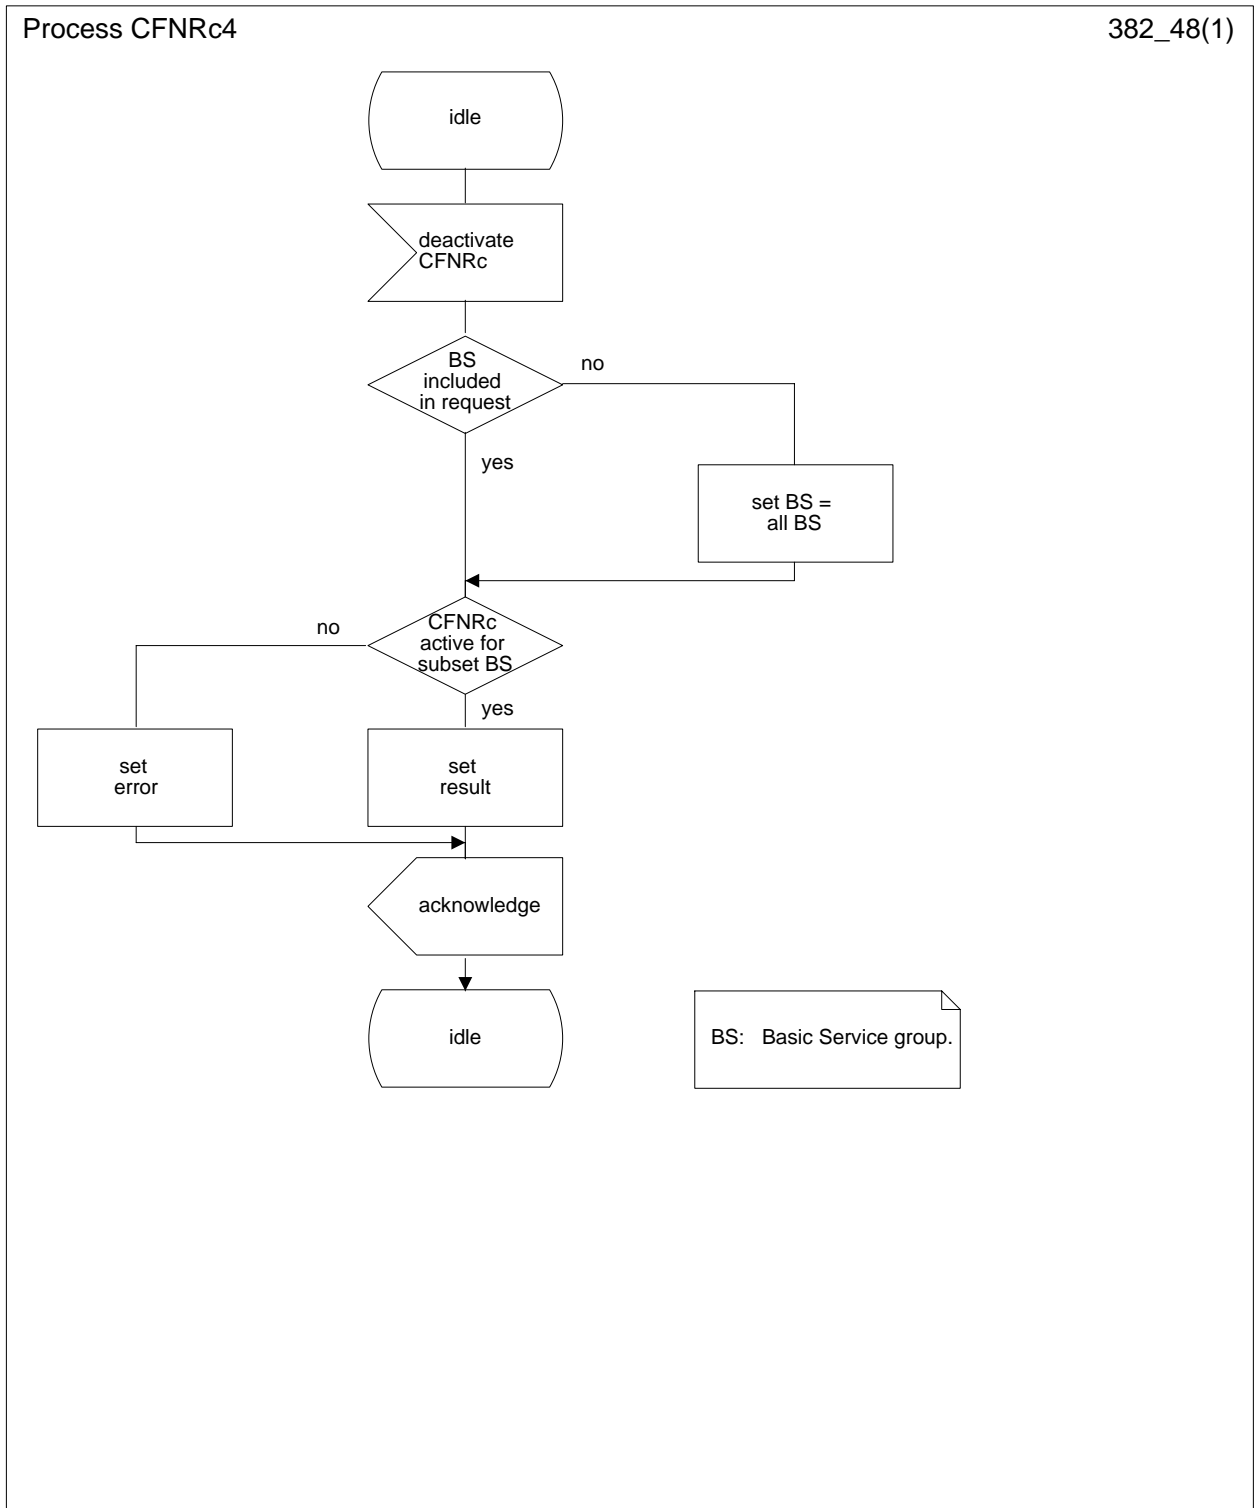 Process CFNRc4
382_48(1)
idle
deactivate
CFNRc
BS
included
in request
no
yes
set BS =
all BS
CFNRc
active for
subset BS
no
yes
set
error
set
result
acknowledge
idle
BS: Basic Service group.